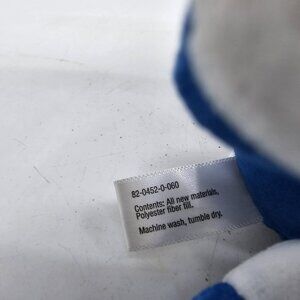 82-0452-0-060
Contents: All new materials,
Polyester fiber fill.
Machine wash, tumble dry.